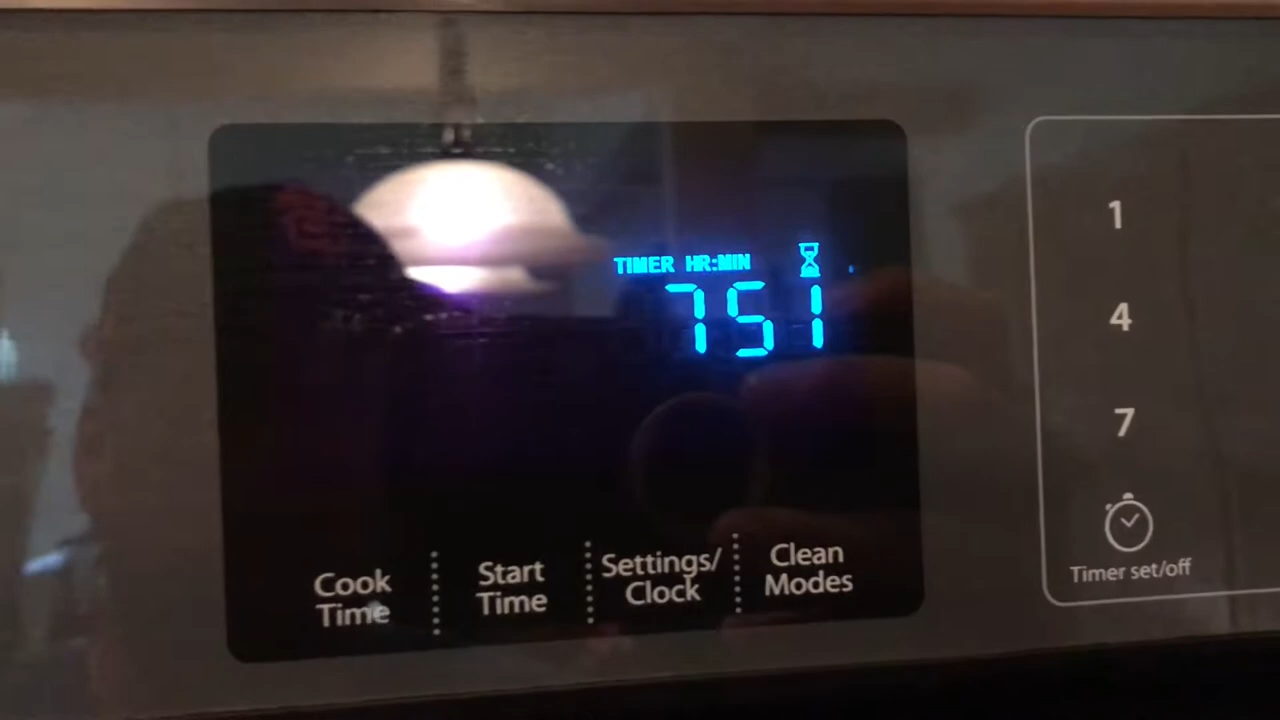 TIMER HR:MIN
751
Cook
Time
Start
Time
Settings/
Clock
Clean
Modes
1
4
7
Timer set/off